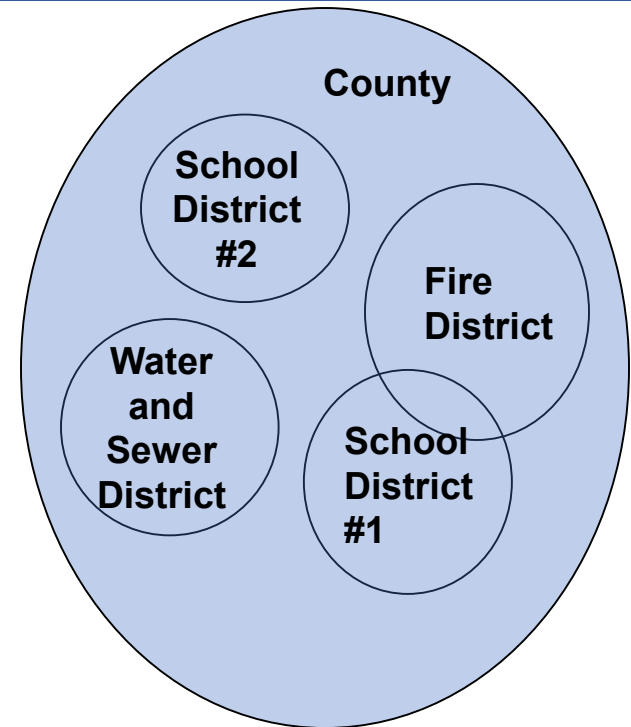 County
School
District
#2
Fire
District
Water
and
Sewer
District
School
District
#1